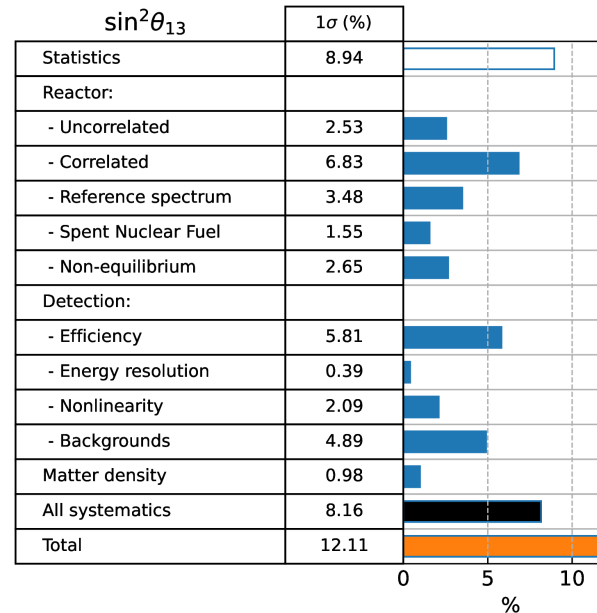 sin²θ₁₃ 1σ (%)
Statistics 8.94
Reactor:
- Uncorrelated 2.53
- Correlated 6.83
- Reference spectrum 3.48
- Spent Nuclear Fuel 1.55
- Non-equilibrium 2.65
Detection:
- Efficiency 5.81
- Energy resolution 0.39
- Nonlinearity 2.09
- Backgrounds 4.89
Matter density 0.98
All systematics 8.16
Total 12.11
0 5 10
%